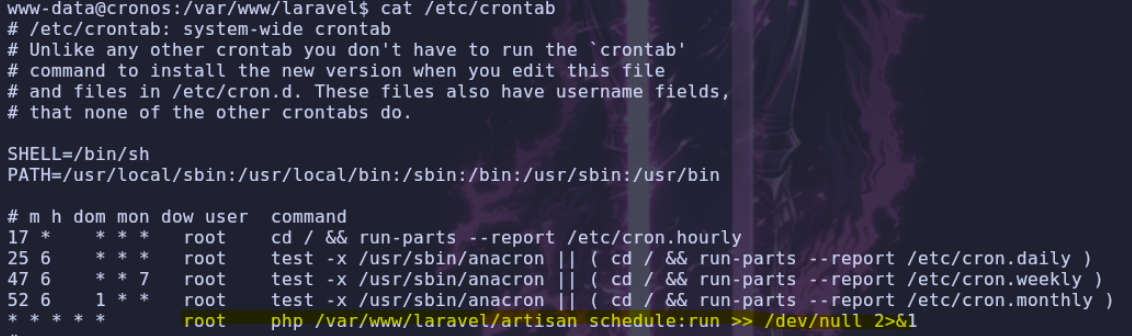 www-data@cronos:/var/www/laravel$ cat /etc/crontab
# /etc/crontab: system-wide crontab
# Unlike any other crontab you don't have to run the `crontab'
# command to install the new version when you edit this file
# and files in /etc/cron.d. These files also have username fields,
# that none of the other crontabs do.
SHELL=/bin/sh
PATH=/usr/local/sbin:/usr/local/bin:/sbin:/bin:/usr/sbin:/usr/bin
# m h dom mon dow user  command
17 *    * * *   root    cd / && run-parts --report /etc/cron.hourly
25 6    * * *   root    test -x /usr/sbin/anacron || ( cd / && run-parts --report /etc/cron.daily )
47 6    * * 7   root    test -x /usr/sbin/anacron || ( cd / && run-parts --report /etc/cron.weekly )
52 6    1 * *   root    test -x /usr/sbin/anacron || ( cd / && run-parts --report /etc/cron.monthly )
* * * * *       root    php /var/www/laravel/artisan schedule:run >> /dev/null 2>&1
#